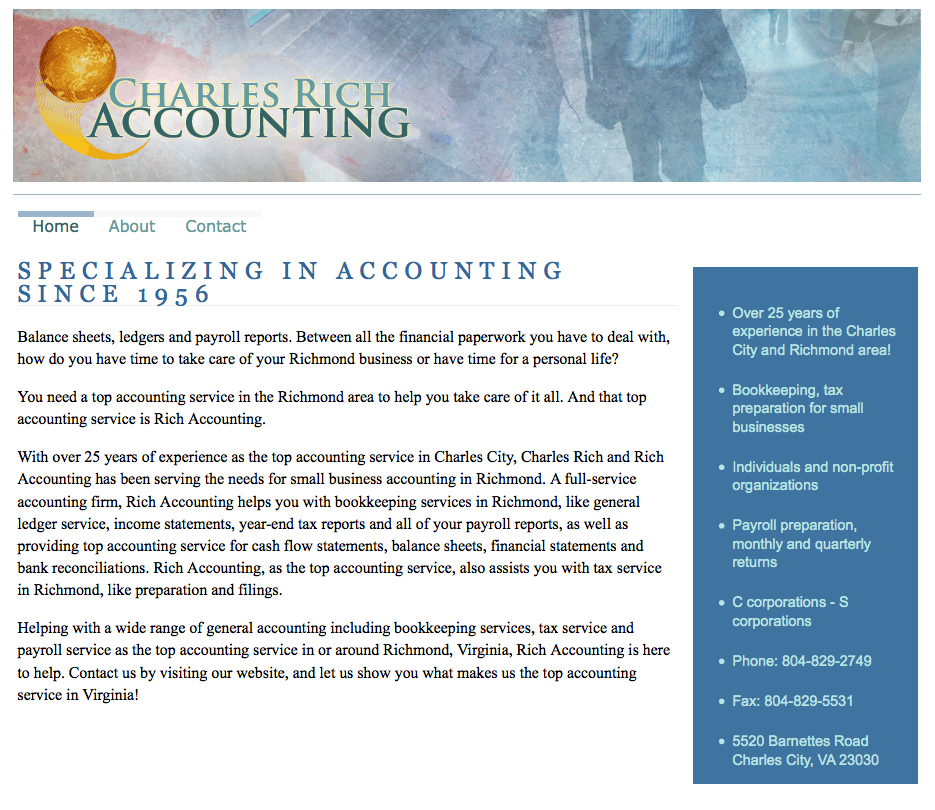 CHARLES RICH
ACCOUNTING
Home About Contact
SPECIALIZING IN ACCOUNTING
SINCE 1956
Balance sheets, ledgers and payroll reports. Between all the financial paperwork you have to deal with,
how do you have time to take care of your Richmond business or have time for a personal life?
You need a top accounting service in the Richmond area to help you take care of it all. And that top
accounting service is Rich Accounting.
With over 25 years of experience as the top accounting service in Charles City, Charles Rich and Rich
Accounting has been serving the needs for small business accounting in Richmond. A full-service
accounting firm, Rich Accounting helps you with bookkeeping services in Richmond, like general
ledger service, income statements, year-end tax reports and all of your payroll reports, as well as
providing top accounting service for cash flow statements, balance sheets, financial statements and
bank reconciliations. Rich Accounting, as the top accounting service, also assists you with tax service
in Richmond, like preparation and filings.
Helping with a wide range of general accounting including bookkeeping services, tax service and
payroll service as the top accounting service in or around Richmond, Virginia, Rich Accounting is here
to help. Contact us by visiting our website, and let us show you what makes us the top accounting
service in Virginia!
• Over 25 years of
experience in the Charles
City and Richmond area!
• Bookkeeping, tax
preparation for small
businesses
• Individuals and non-profit
organizations
• Payroll preparation,
monthly and quarterly
returns
• C corporations - S
corporations
• Phone: 804-829-2749
• Fax: 804-829-5531
• 5520 Barnettes Road
Charles City, VA 23030